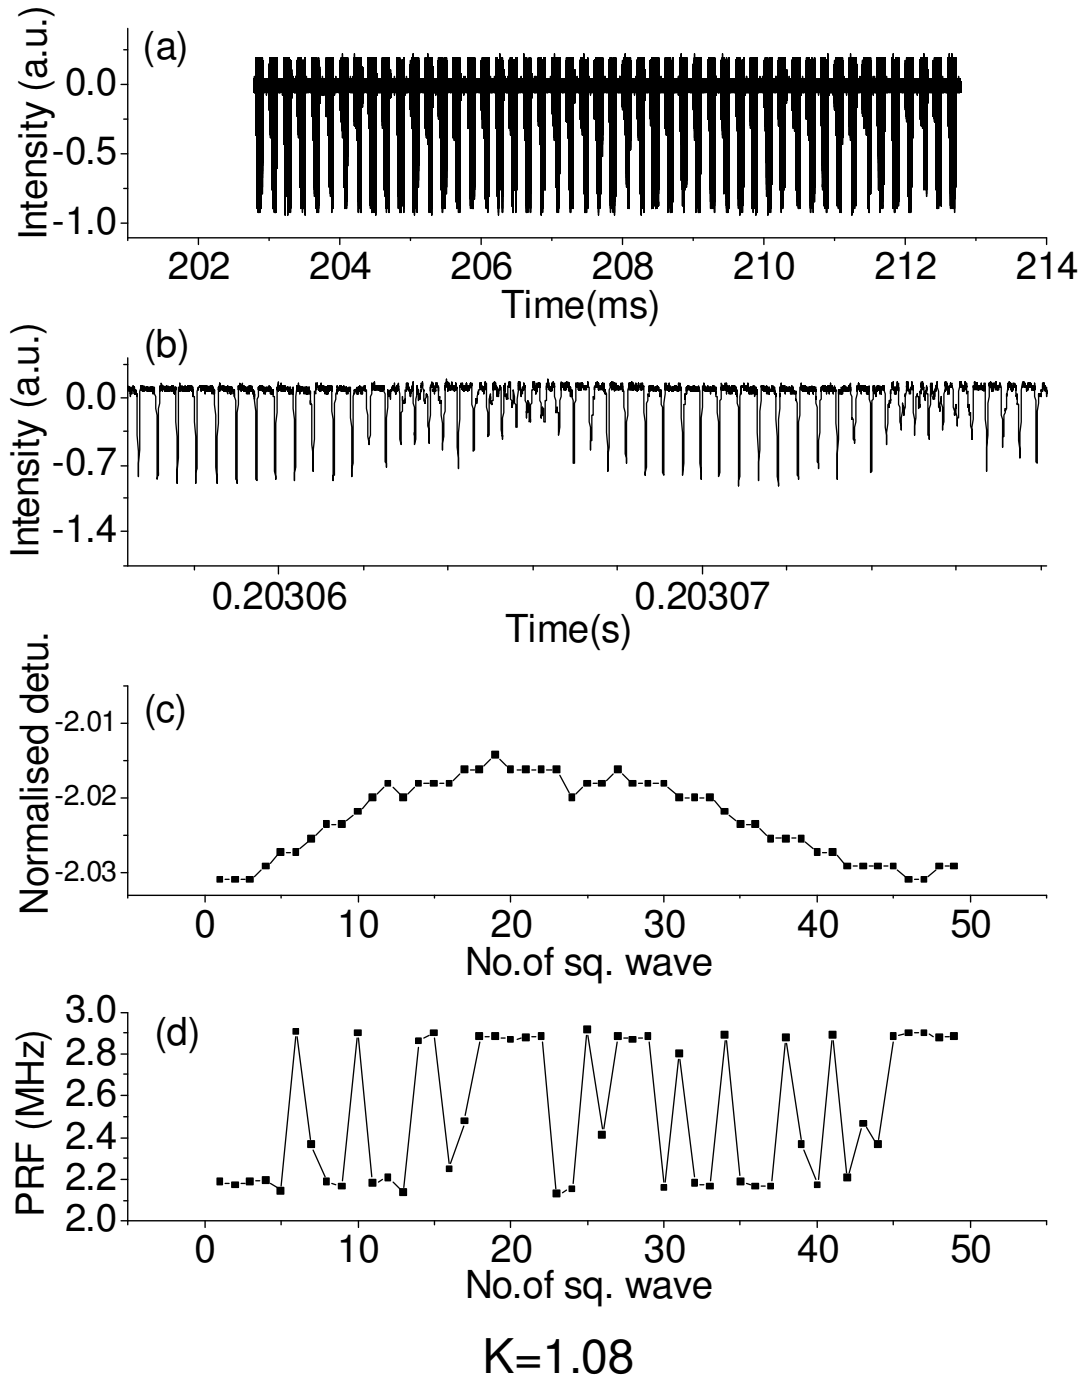 (a)
Intensity (a.u.)
0.0
-0.5
-1.0
202 204 206 208 210 212 214
Time(ms)
(b)
Intensity (a.u.)
0.0
-0.7
-1.4
0.20306 0.20307
Time(s)
(c)
Normalised detu.
-2.01
-2.02
-2.03
0 10 20 30 40 50
No.of sq. wave
(d)
PRF (MHz)
3.0
2.8
2.6
2.4
2.2
2.0
0 10 20 30 40 50
No.of sq. wave
K=1.08